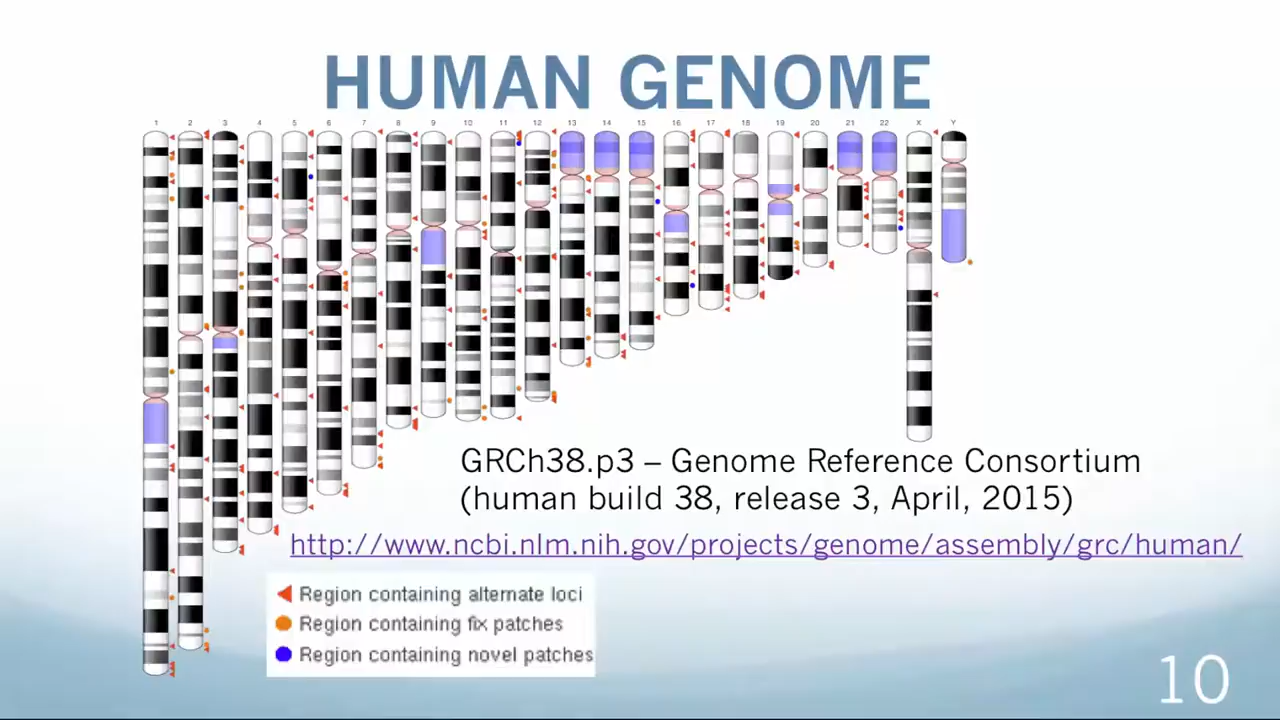 HUMAN GENOME
1 2 3 4 5 6 7 8 9 10 11 12 13 14 15 16 17 18 19 20 21 22 X Y
GRCh38.p3 – Genome Reference Consortium
(human build 38, release 3, April, 2015)
http://www.ncbi.nlm.nih.gov/projects/genome/assembly/grc/human/
Region containing alternate loci
Region containing fix patches
Region containing novel patches
10